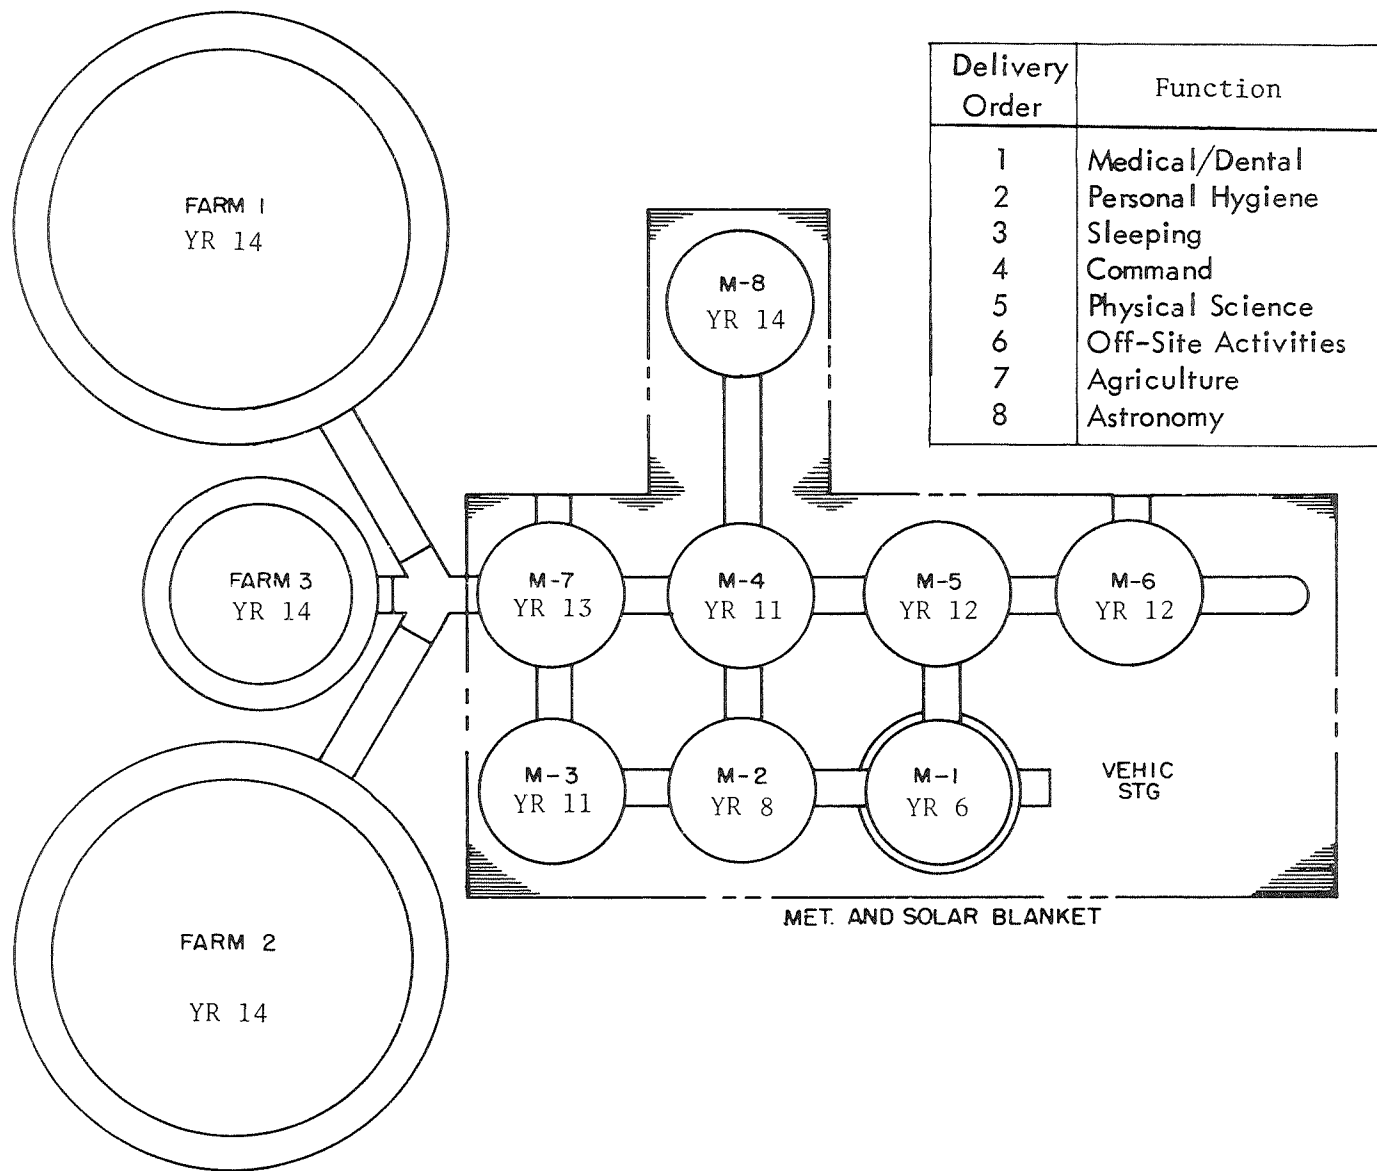 Delivery Order
Function
1 Medical/Dental
2 Personal Hygiene
3 Sleeping
4 Command
5 Physical Science
6 Off-Site Activities
7 Agriculture
8 Astronomy
FARM 1
YR 14
M-8
YR 14
FARM 3
YR 14
M-7
YR 13
M-4
YR 11
M-5
YR 12
M-6
YR 12
M-3
YR 11
M-2
YR 8
M-1
YR 6
VEHIC
STG
FARM 2
YR 14
MET. AND SOLAR BLANKET